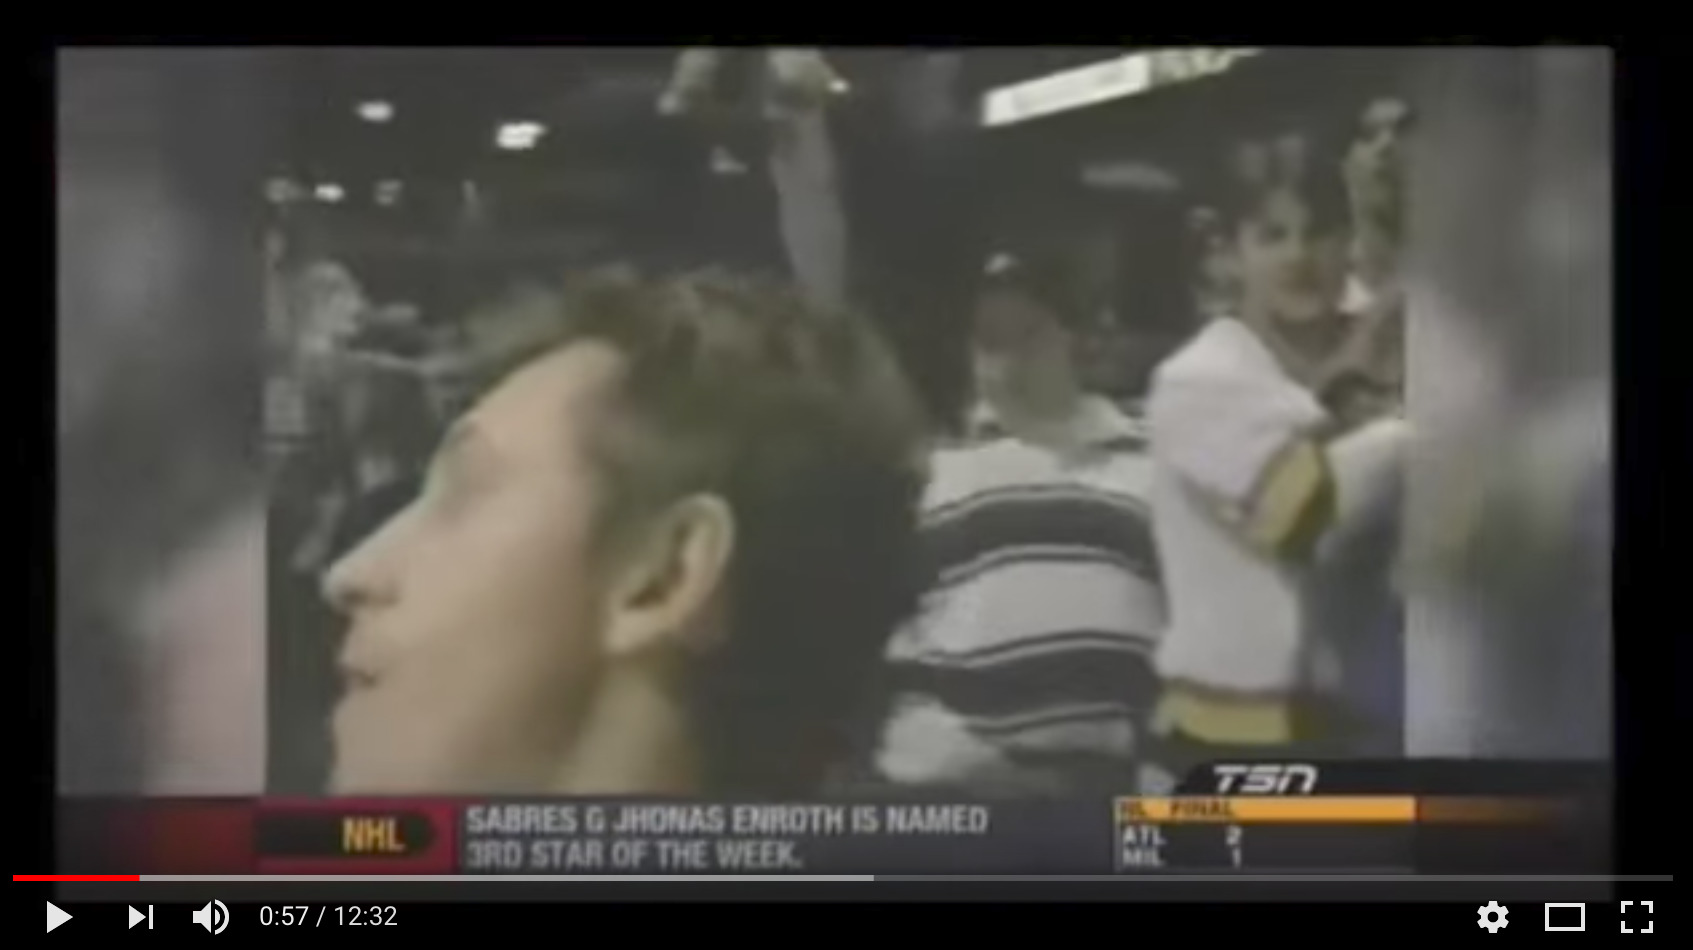 TSN
NHL
SABRES G JHONAS ENROTH IS NAMED
3RD STAR OF THE WEEK.
NL FINAL
ATL 2
MIL 1
0:57 / 12:32